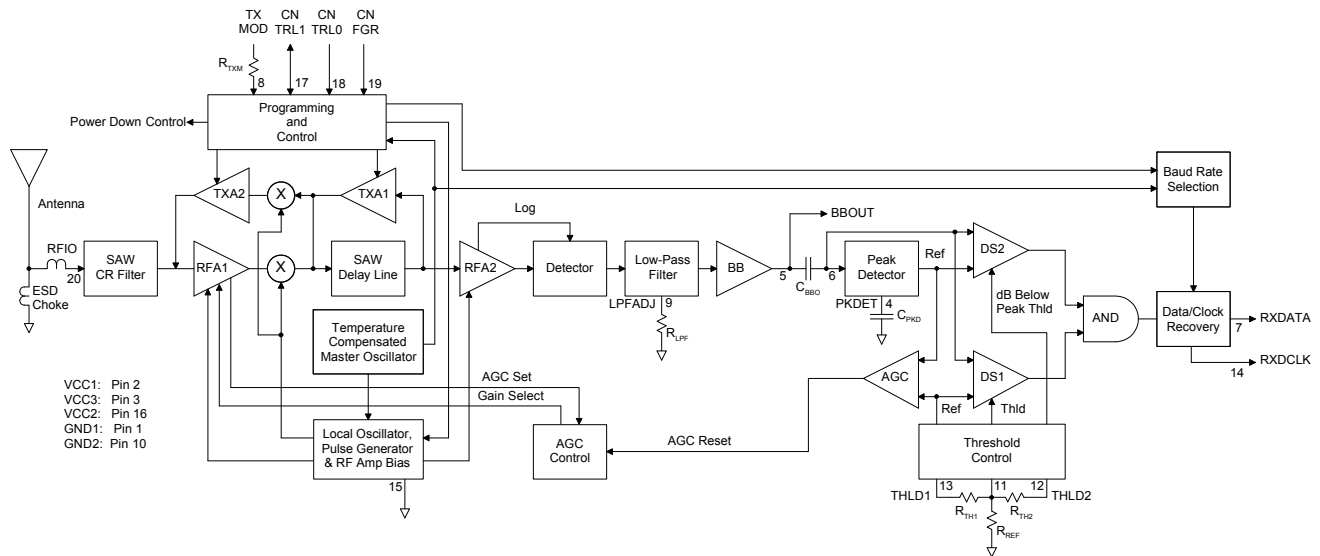 TX
MOD
CN
TRL1
CN
TRL0
CN
FGR
RTXM
8
17
18
19
Programming
and
Control
Power Down Control
Antenna
TXA2
X
TXA1
Baud Rate
Selection
Log
BBOUT
RFIO
20
SAW
CR Filter
RFA1
X
SAW
Delay Line
RFA2
Detector
Low-Pass
Filter
BB
5
CBBO
6
Peak
Detector
Ref
DS2
ESD
Choke
LPFADJ
9
RLPF
PKDET
4
CPKD
dB Below
Peak Thld
AND
Data/Clock
Recovery
7
RXDATA
RXDCLK
14
Temperature
Compensated
Master Oscillator
AGC Set
Gain Select
AGC
DS1
Ref
Thld
VCC1: Pin 2
VCC3: Pin 3
VCC2: Pin 16
GND1: Pin 1
GND2: Pin 10
Local Oscillator,
Pulse Generator
& RF Amp Bias
15
AGC
Control
AGC Reset
Threshold
Control
THLD1
13
11
12
THLD2
RTH1
RTH2
RREF